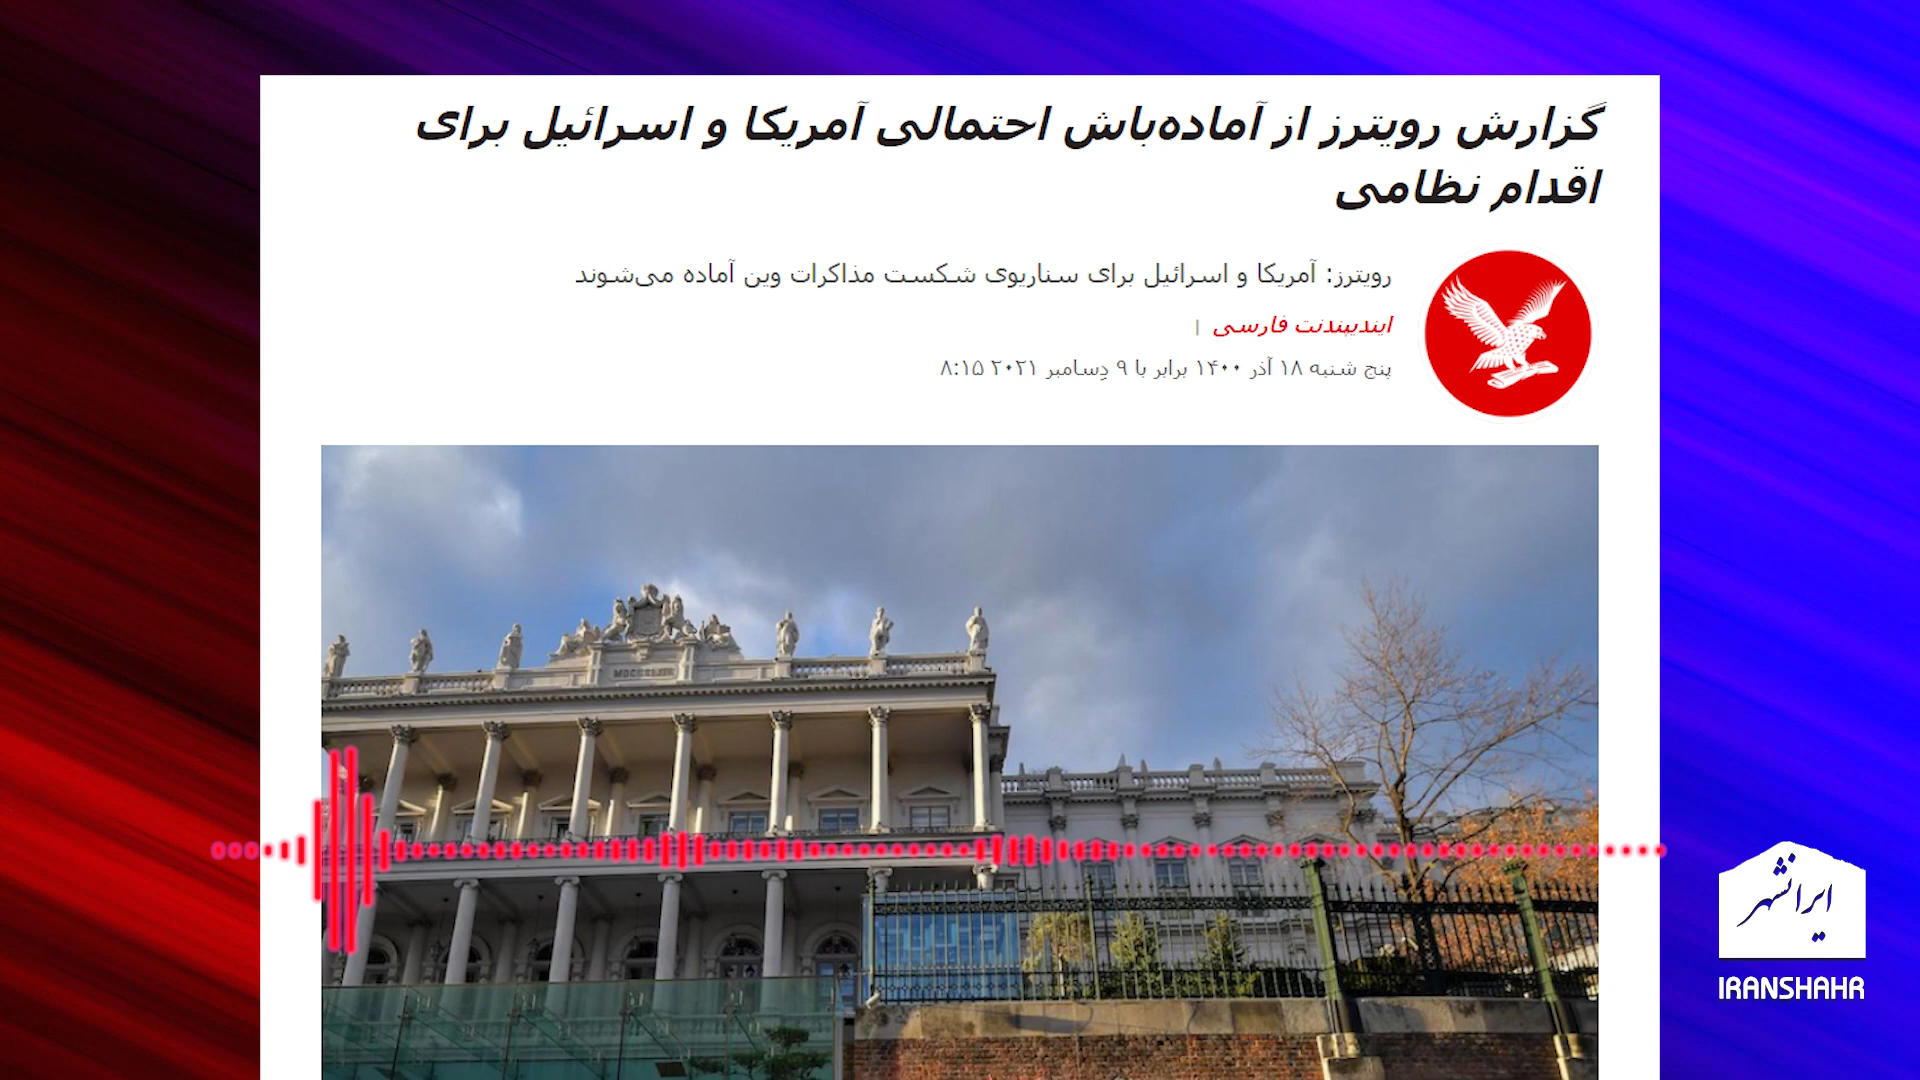 گزارش رویترز از آماده‌باش احتمالی آمریکا و اسرائیل برای
اقدام نظامی
رویترز: آمریکا و اسرائیل برای سناریوی شکست مذاکرات وین آماده می‌شوند
ایندیپندنت فارسی |
پنج شنبه ۱۸ آذر ۱۴۰۰ برابر با ۹ دِسامبر ۲۰۲۱ ۸:۱۵
ایرانشهر
IRANSHAHR